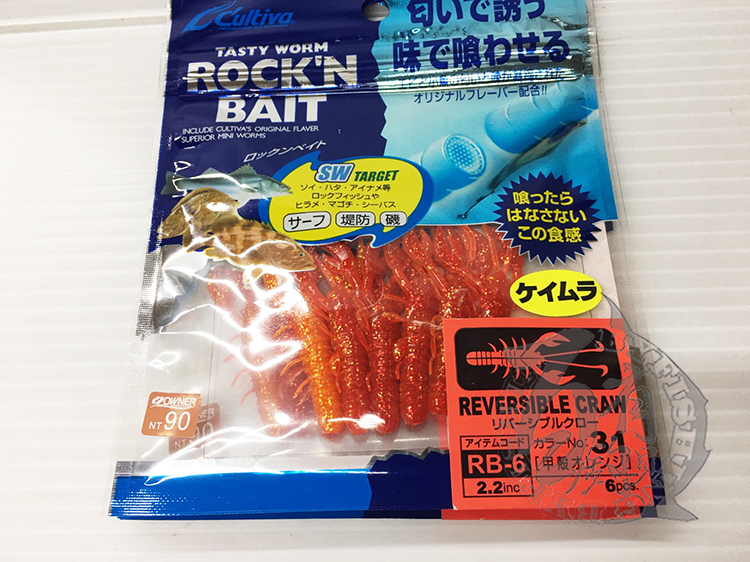 Cultiva
匂いで誘う
味で喰わせる
オリジナルフレーバー配合!!
TASTY WORM
ROCK'N
BAIT
INCLUDE CULTIVA'S ORIGINAL FLAVER
SUPERIOR MINI WORMS
ロックンベイト
SW TARGET
ソイ・ハタ・アイナメ等
ロックフィッシュや
ヒラメ・マゴチ・シーバス
サーフ 堤防 磯
喰ったら
はなさない
この食感
ケイムラ
OWNER
NT 90
REVERSIBLE CRAW
リバーシブルクロー
アイテムコード カラーNo: 31
RB-6 [甲殻オレンジ]
2.2inc 6pcs.